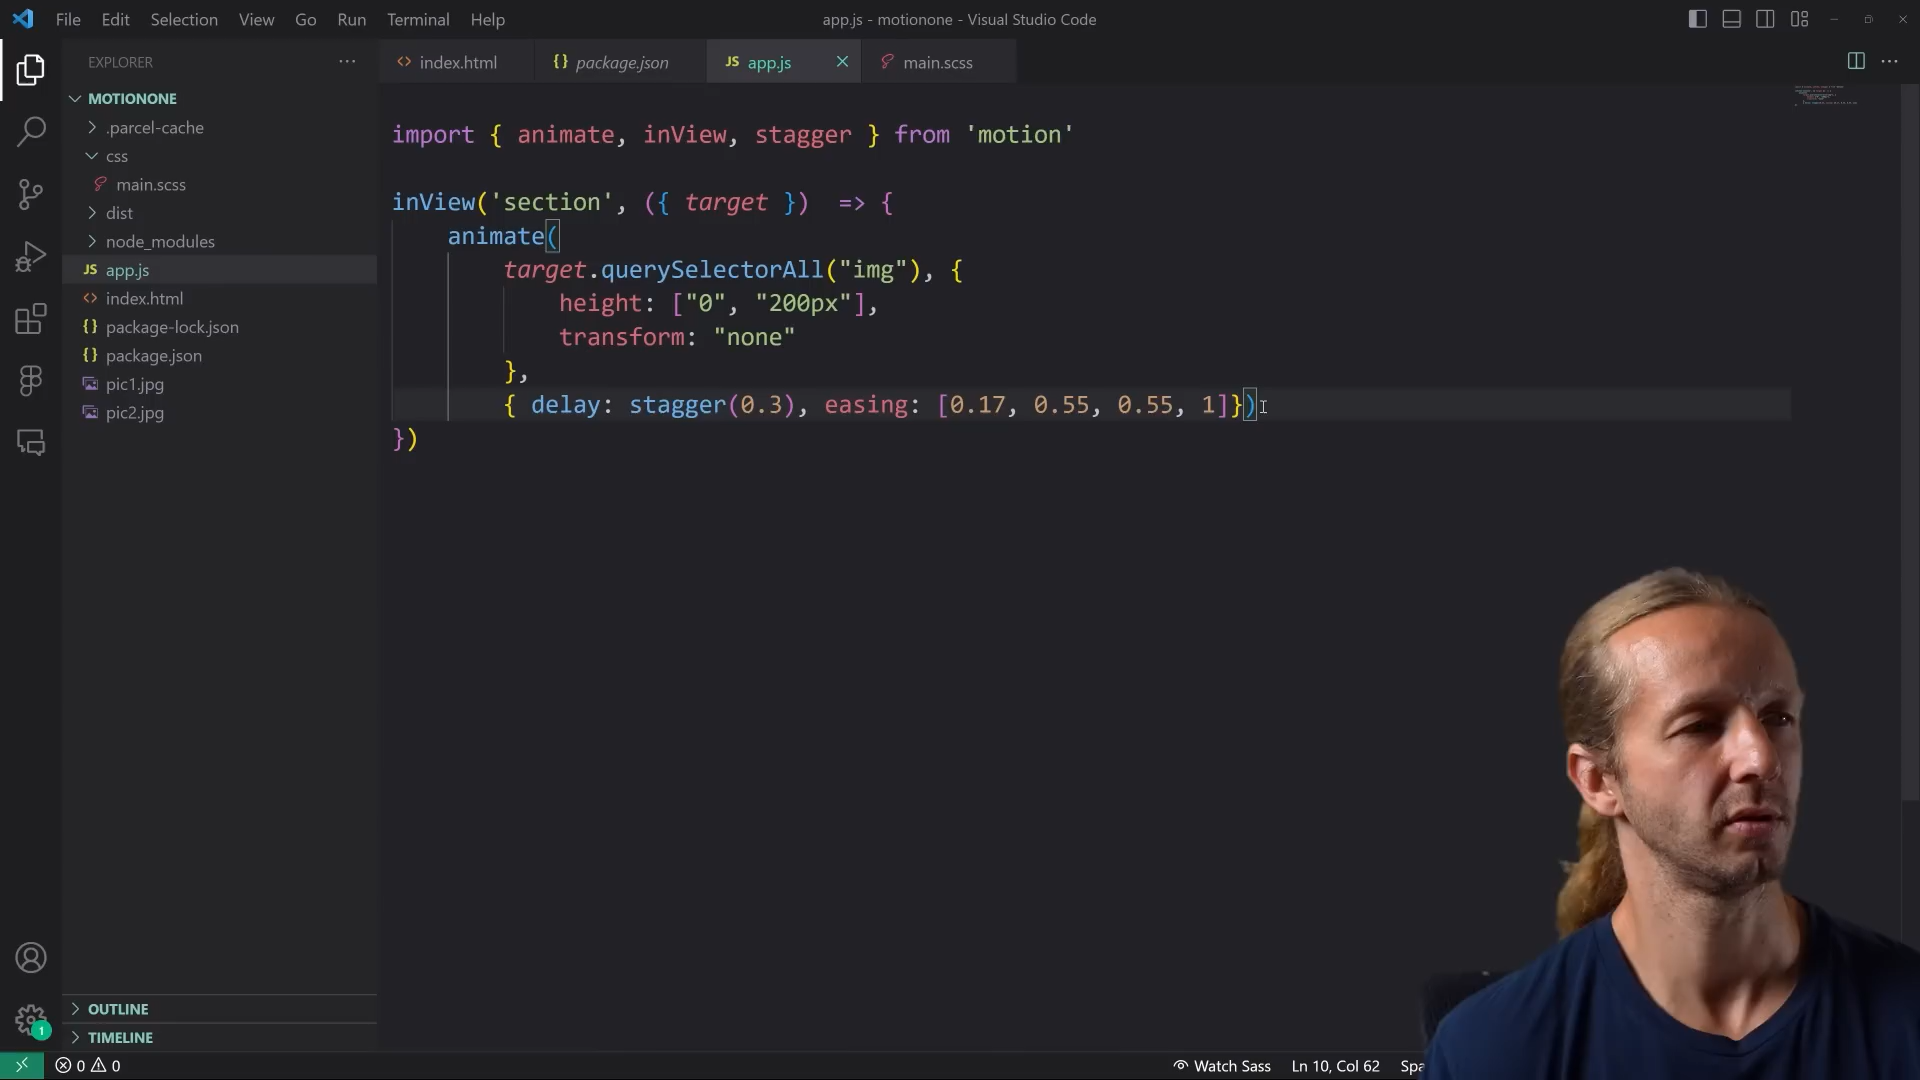 File Edit Selection View Go Run Terminal Help
app.js - motionone - Visual Studio Code
EXPLORER
MOTIONONE
.parcel-cache
css
main.scss
dist
node_modules
JS app.js
index.html
{} package-lock.json
{} package.json
pic1.jpg
pic2.jpg
OUTLINE
TIMELINE
<> index.html
{} package.json
JS app.js
main.scss
import { animate, inView, stagger } from 'motion'
inView('section', ({ target }) => {
animate(
target.querySelectorAll("img"), {
height: ["0", "200px"],
transform: "none"
},
{ delay: stagger(0.3), easing: [0.17, 0.55, 0.55, 1]})
})
1
0 0
Watch Sass Ln 10, Col 62 Spa